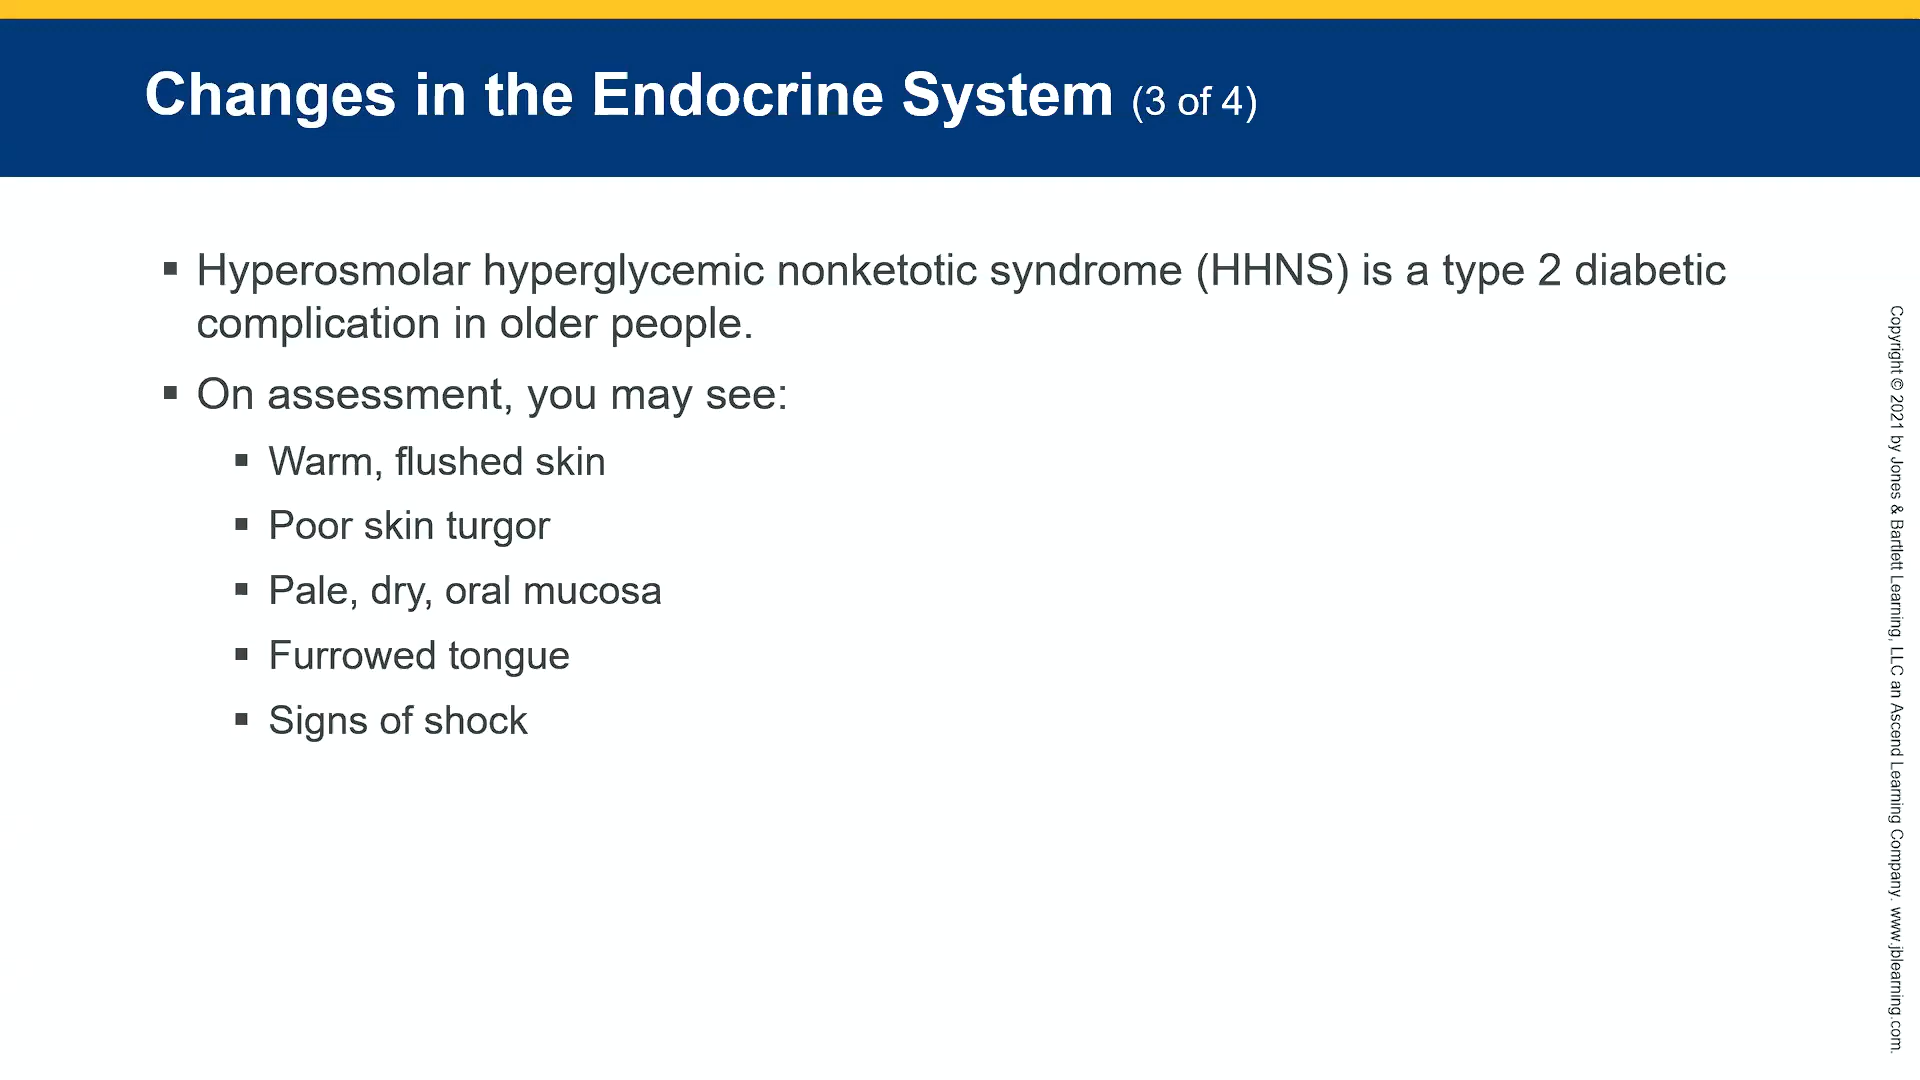 Changes in the Endocrine System (3 of 4)
▪ Hyperosmolar hyperglycemic nonketotic syndrome (HHNS) is a type 2 diabetic
complication in older people.
▪ On assessment, you may see:
▪ Warm, flushed skin
▪ Poor skin turgor
▪ Pale, dry, oral mucosa
▪ Furrowed tongue
▪ Signs of shock
Copyright © 2021 by Jones & Bartlett Learning, LLC an Ascend Learning Company. www.jblearning.com.